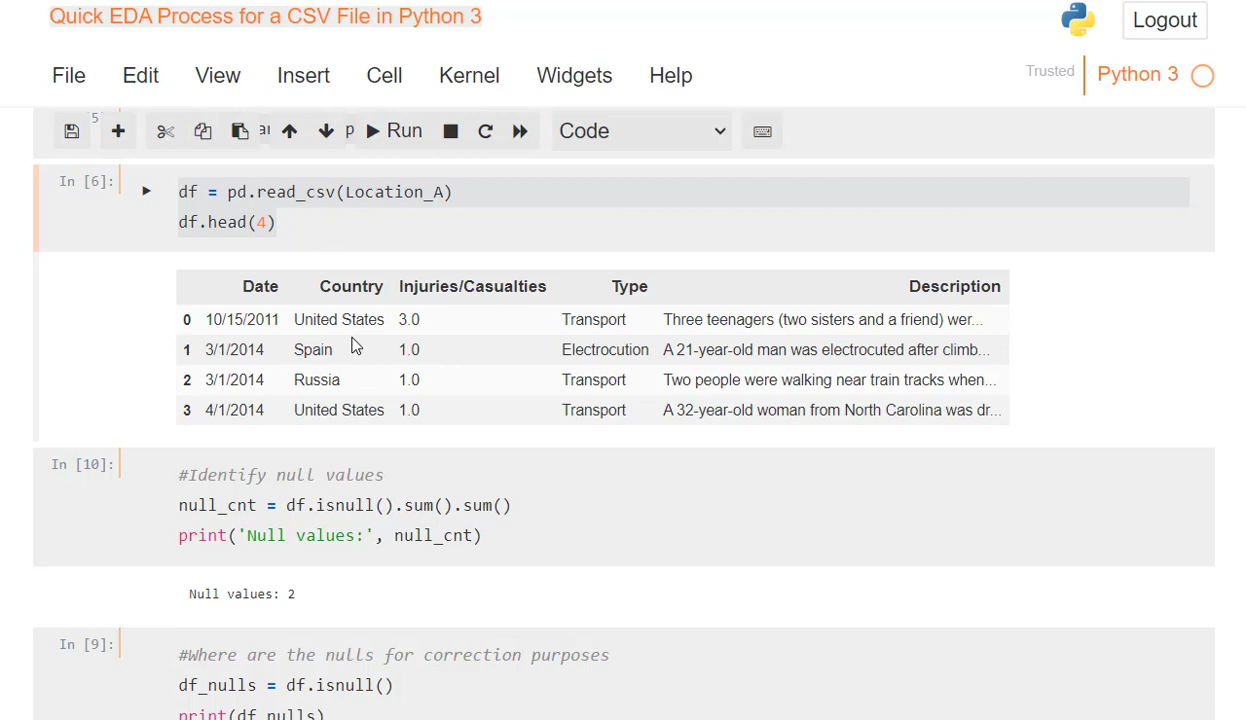 Quick EDA Process for a CSV File in Python 3
Logout
File Edit View Insert Cell Kernel Widgets Help
Trusted Python 3
5 ar p Run Code
In [6]: df = pd.read_csv(Location_A)
df.head(4)
Date Country Injuries/Casualties Type Description
0 10/15/2011 United States 3.0 Transport Three teenagers (two sisters and a friend) wer...
1 3/1/2014 Spain 1.0 Electrocution A 21-year-old man was electrocuted after climb...
2 3/1/2014 Russia 1.0 Transport Two people were walking near train tracks when...
3 4/1/2014 United States 1.0 Transport A 32-year-old woman from North Carolina was dr...
In [10]: #Identify null values
null_cnt = df.isnull().sum().sum()
print('Null values:', null_cnt)
Null values: 2
In [9]: #Where are the nulls for correction purposes
df_nulls = df.isnull()
print(df_nulls)